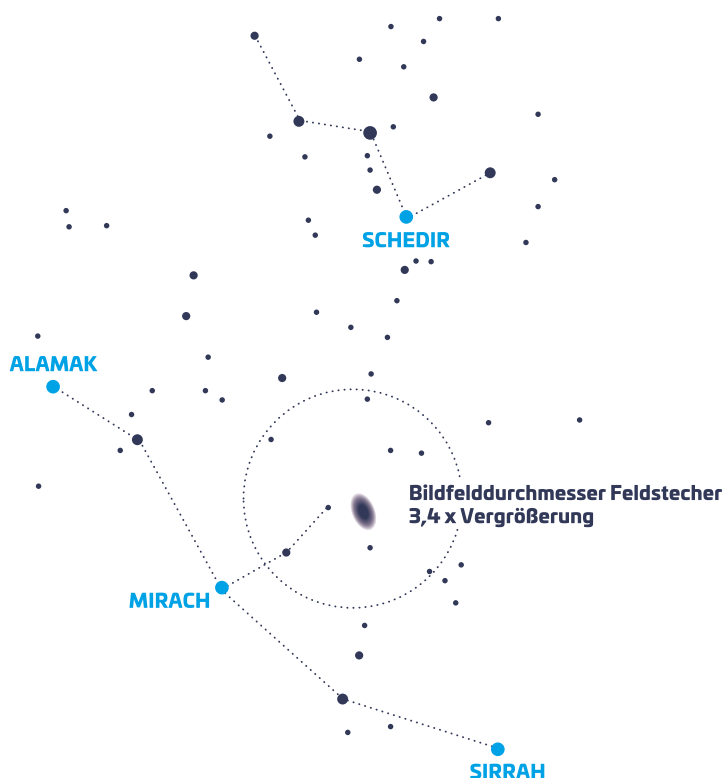 SCHEDIR
ALAMAK
Bildfelddurchmesser Feldstecher
3,4 x Vergrößerung
MIRACH
SIRRAH